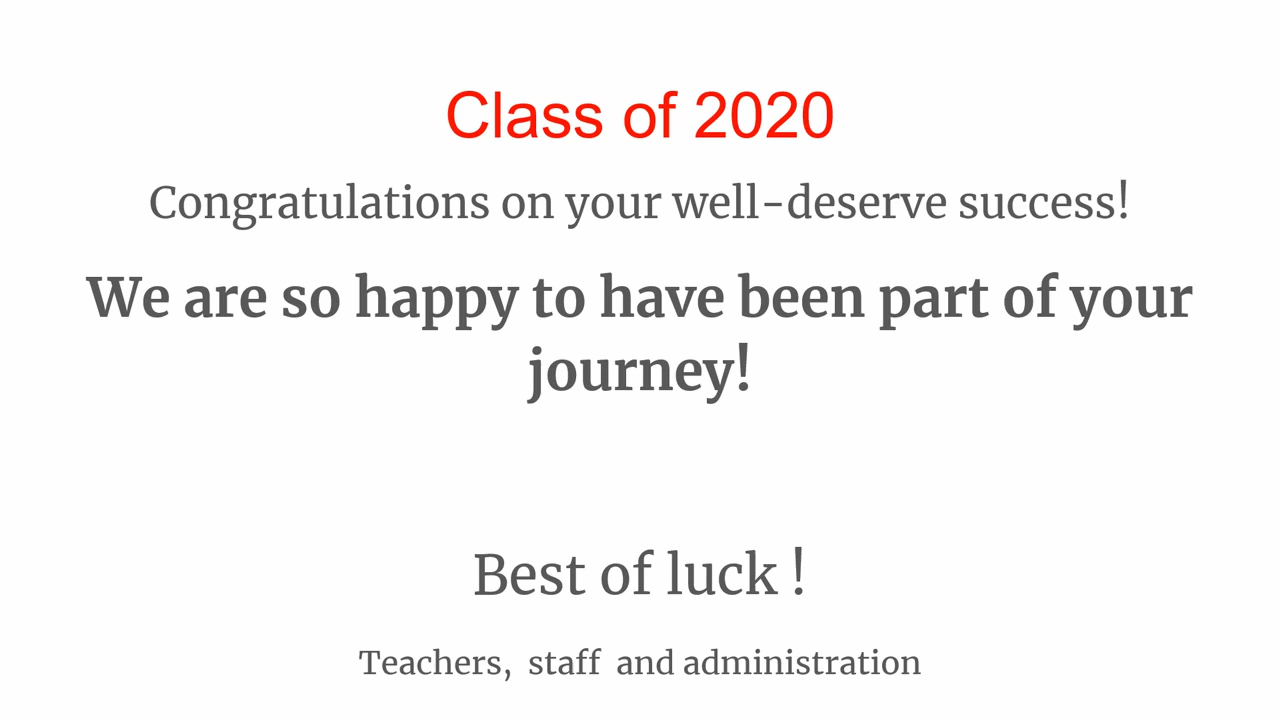 Class of 2020
Congratulations on your well-deserve success!
We are so happy to have been part of your
journey!
Best of luck !
Teachers,  staff  and administration